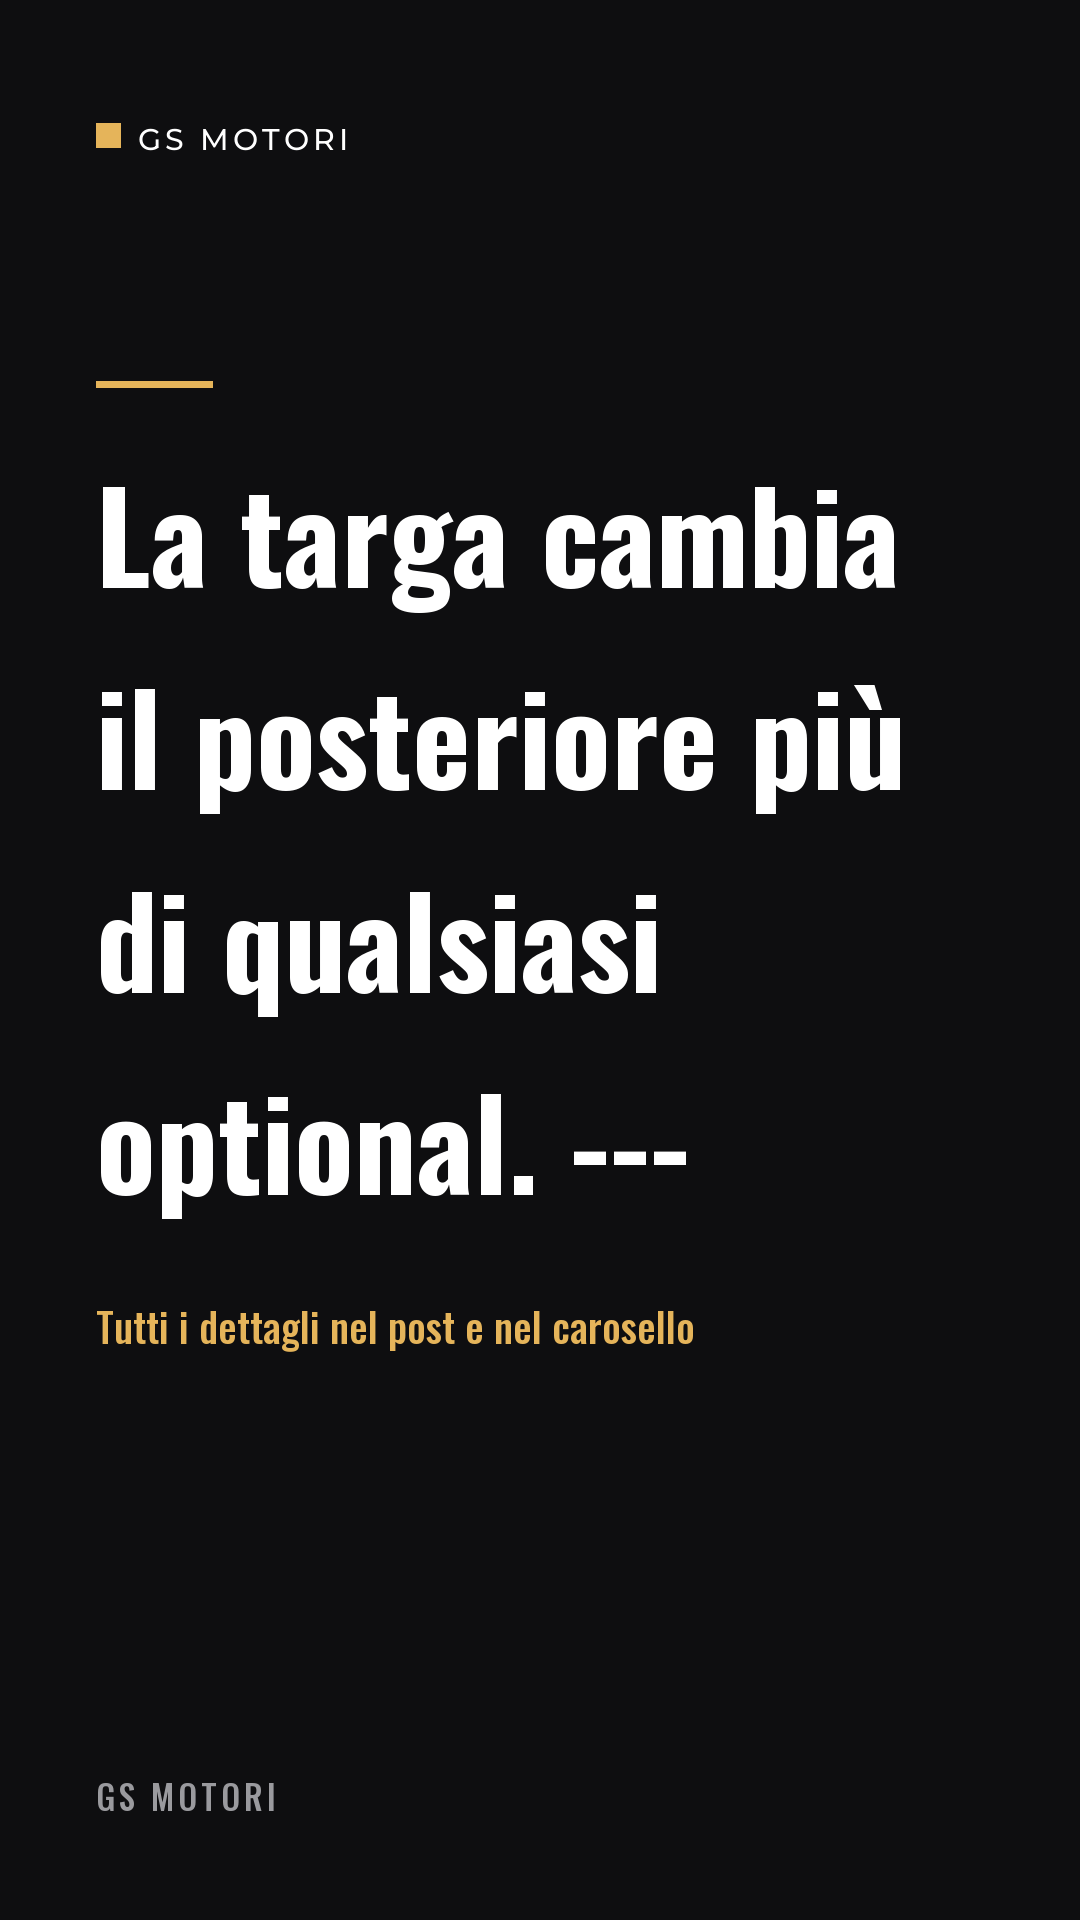 GS MOTORI
La targa cambia
il posteriore più
di qualsiasi
optional. ---
Tutti i dettagli nel post e nel carosello
GS MOTORI